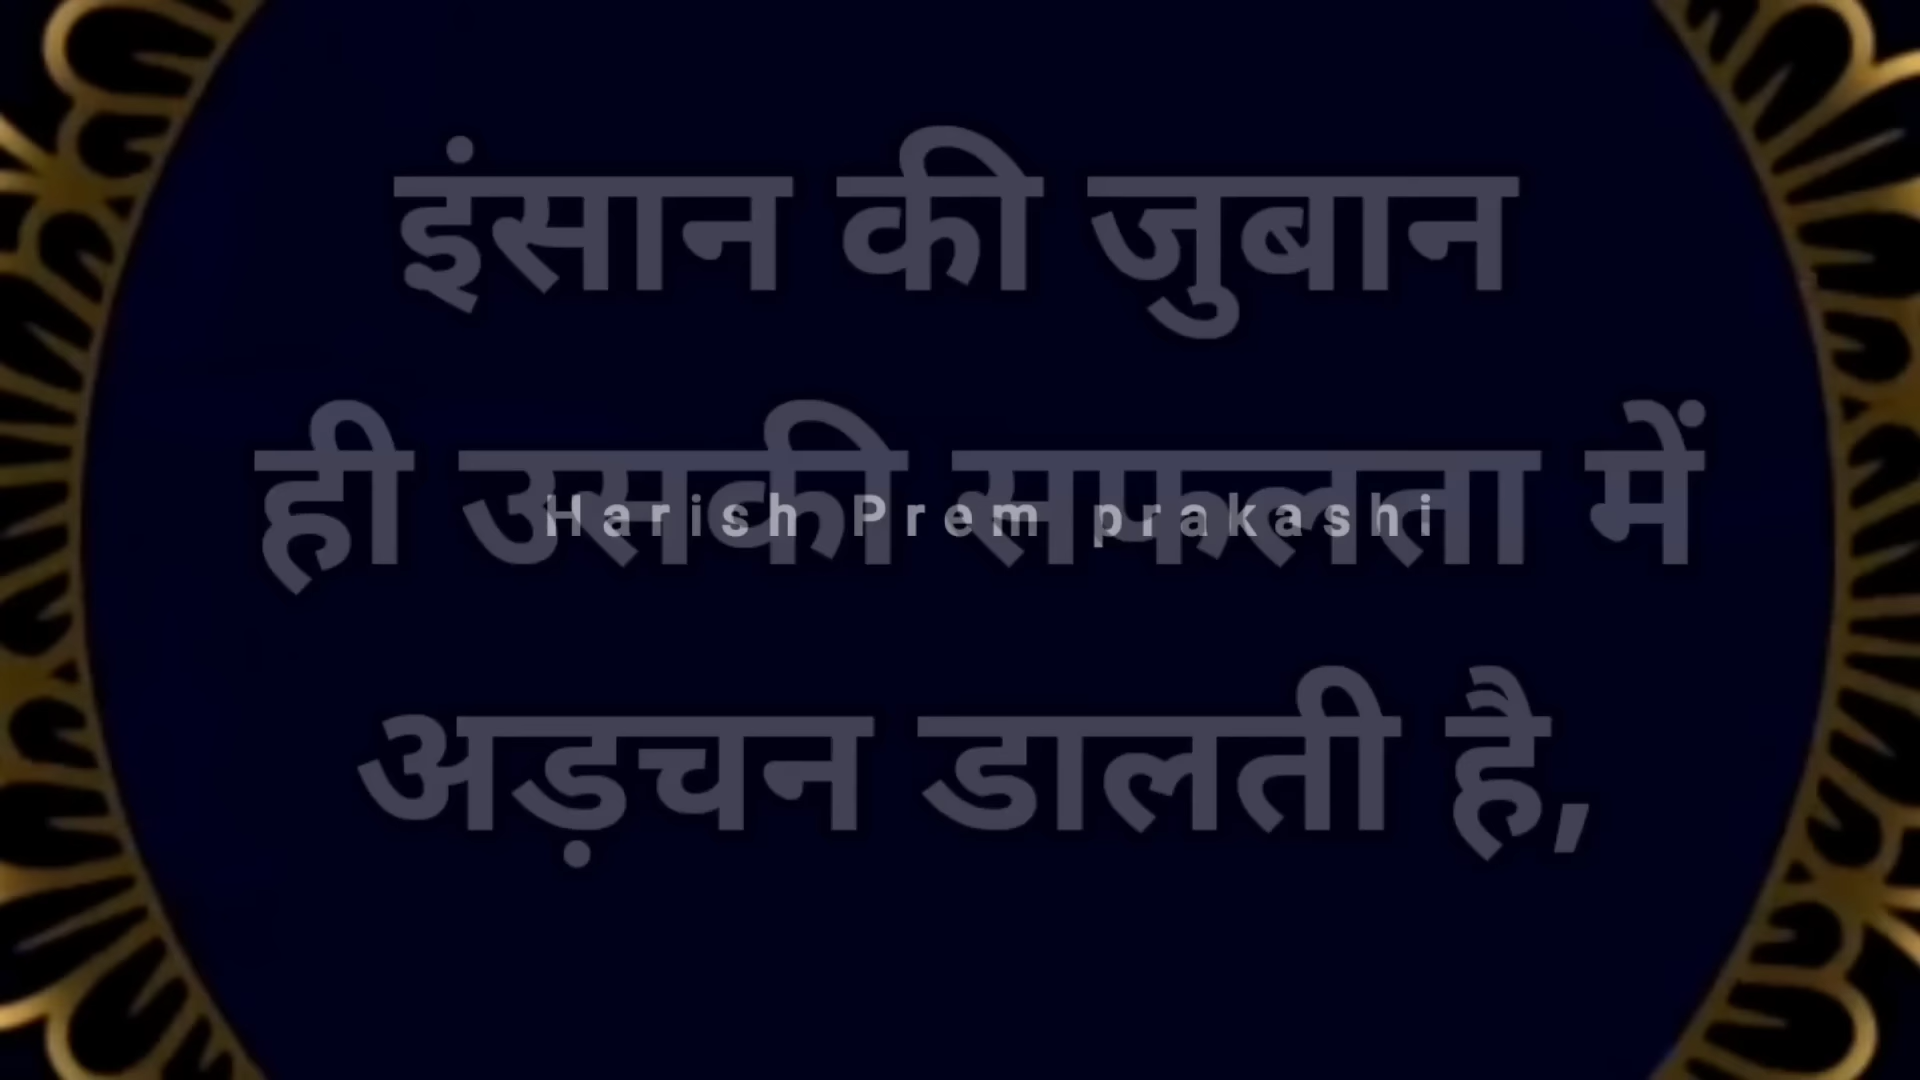 इंसान की जुबान
ही उसकी सफलता में
Harish Prem prakashi
अड़चन डालती है,